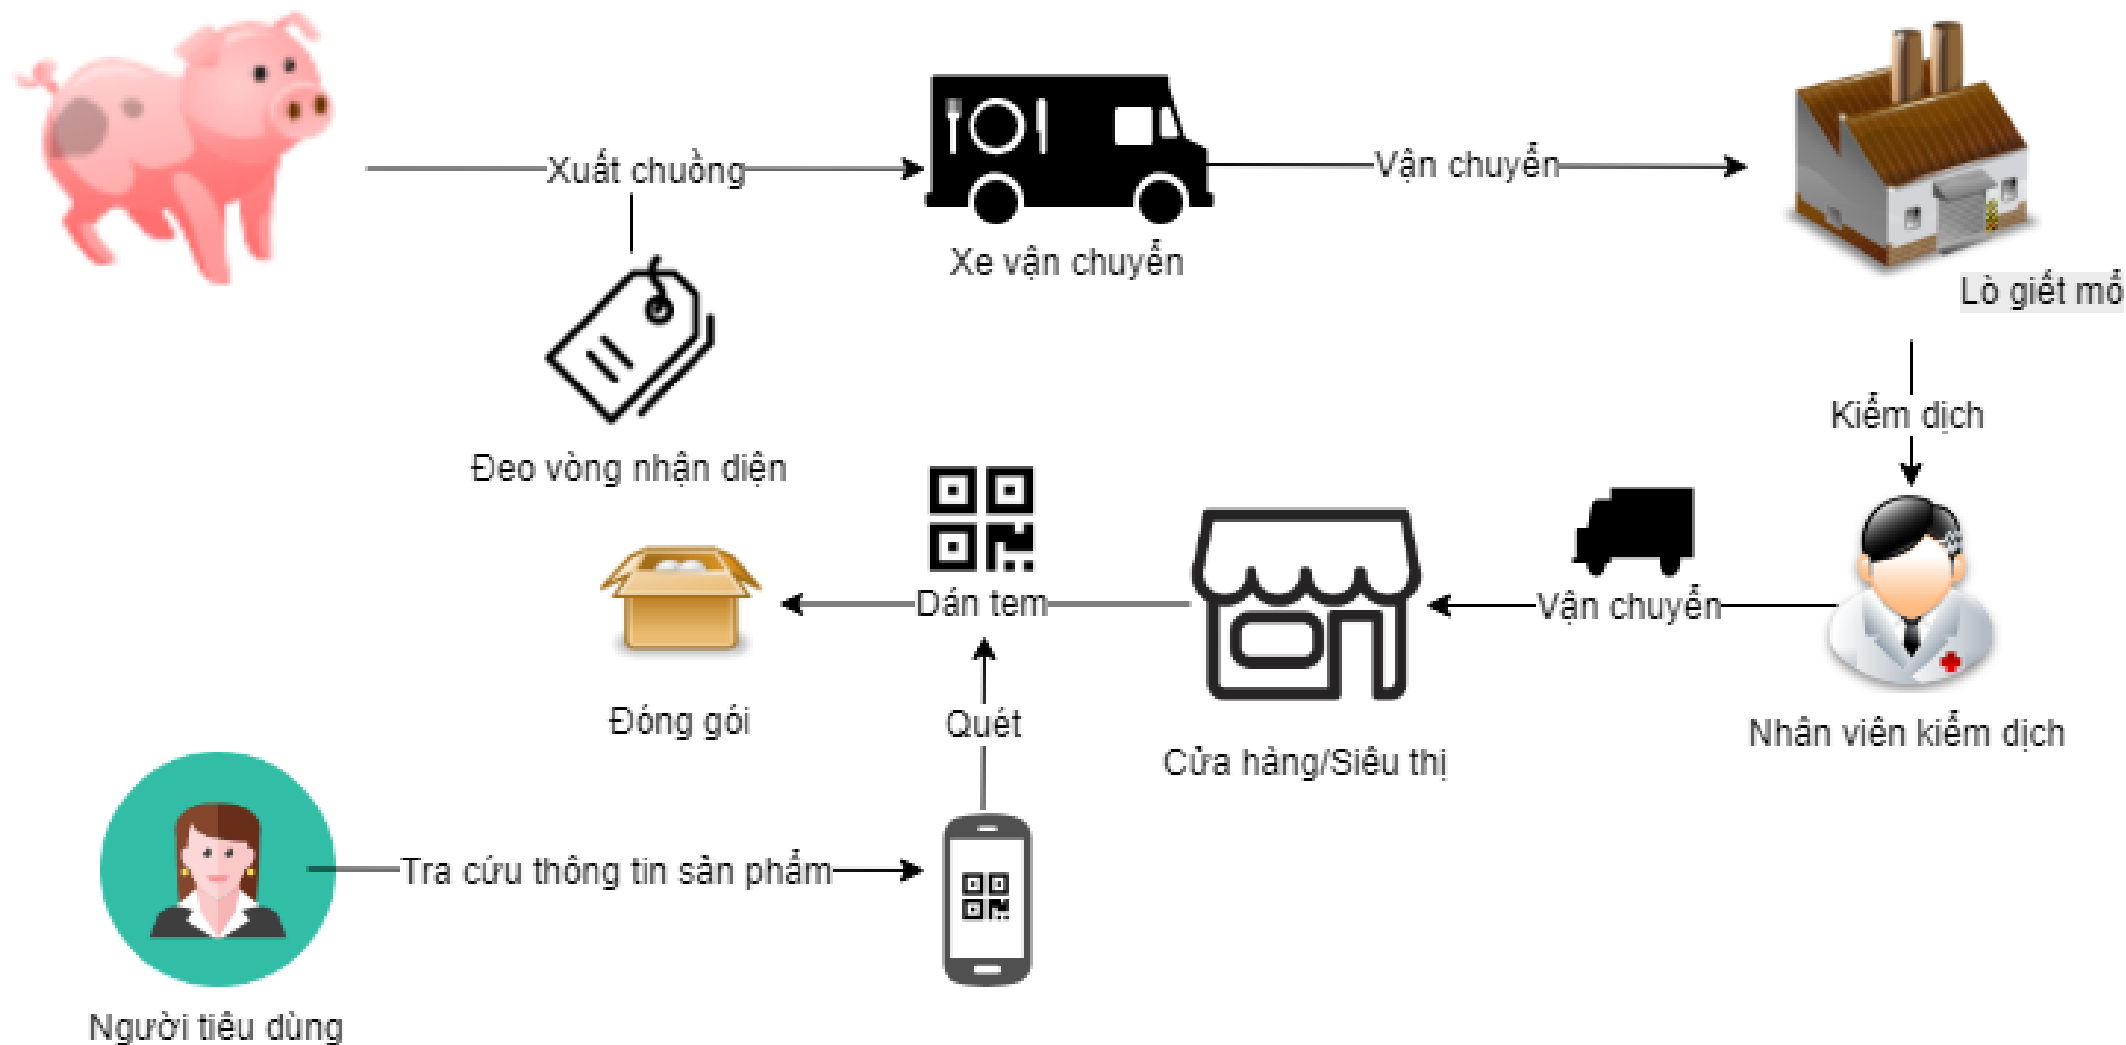 Xuất chuồng
Vận chuyển
Xe vận chuyển
Lò giết mổ
Kiểm dịch
Đeo vòng nhận diện
Dán tem
Vận chuyển
Đóng gói
Quét
Cửa hàng/Siêu thị
Nhân viên kiểm dịch
Tra cứu thông tin sản phẩm
Người tiêu dùng